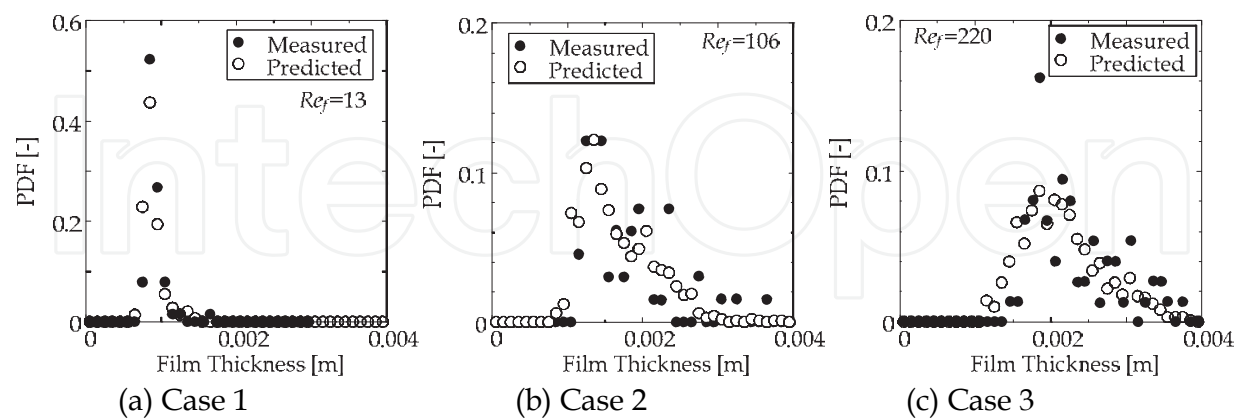 0.6
0.4
0.2
0
PDF [-]
Measured
Predicted
Ref=13
0
0.002
0.004
Film Thickness [m]
(a) Case 1
0.2
0.1
0
PDF [-]
Measured
Predicted
Ref=106
0
0.002
0.004
Film Thickness [m]
(b) Case 2
0.2
0.1
0
PDF [-]
Ref=220
Measured
Predicted
0
0.002
0.004
Film Thickness [m]
(c) Case 3
IntechOpen